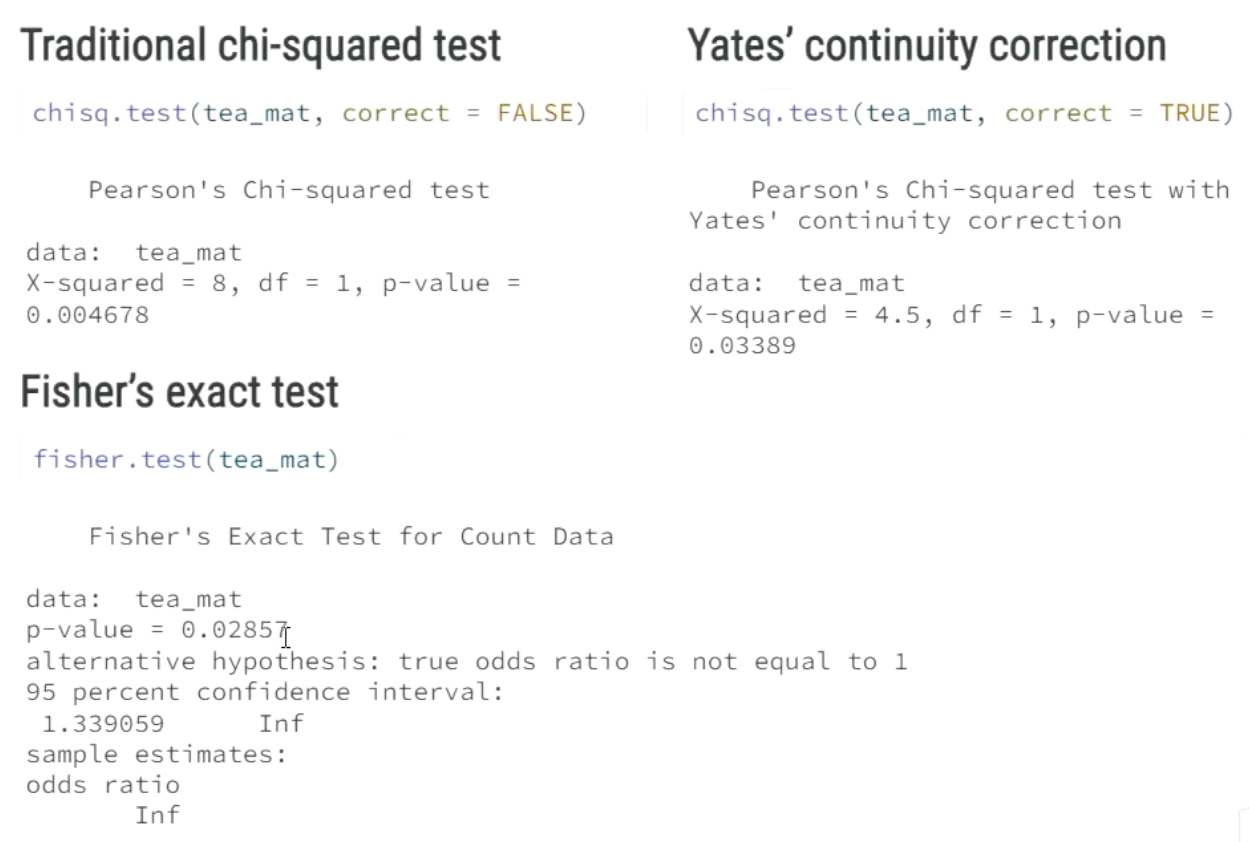 Traditional chi-squared test
chisq.test(tea_mat, correct = FALSE)
Pearson's Chi-squared test
data:  tea_mat
X-squared = 8, df = 1, p-value =
0.004678
Yates’ continuity correction
chisq.test(tea_mat, correct = TRUE)
Pearson's Chi-squared test with
Yates' continuity correction
data:  tea_mat
X-squared = 4.5, df = 1, p-value =
0.03389
Fisher’s exact test
fisher.test(tea_mat)
Fisher's Exact Test for Count Data
data:  tea_mat
p-value = 0.02857
alternative hypothesis: true odds ratio is not equal to 1
95 percent confidence interval:
1.339059      Inf
sample estimates:
odds ratio
Inf